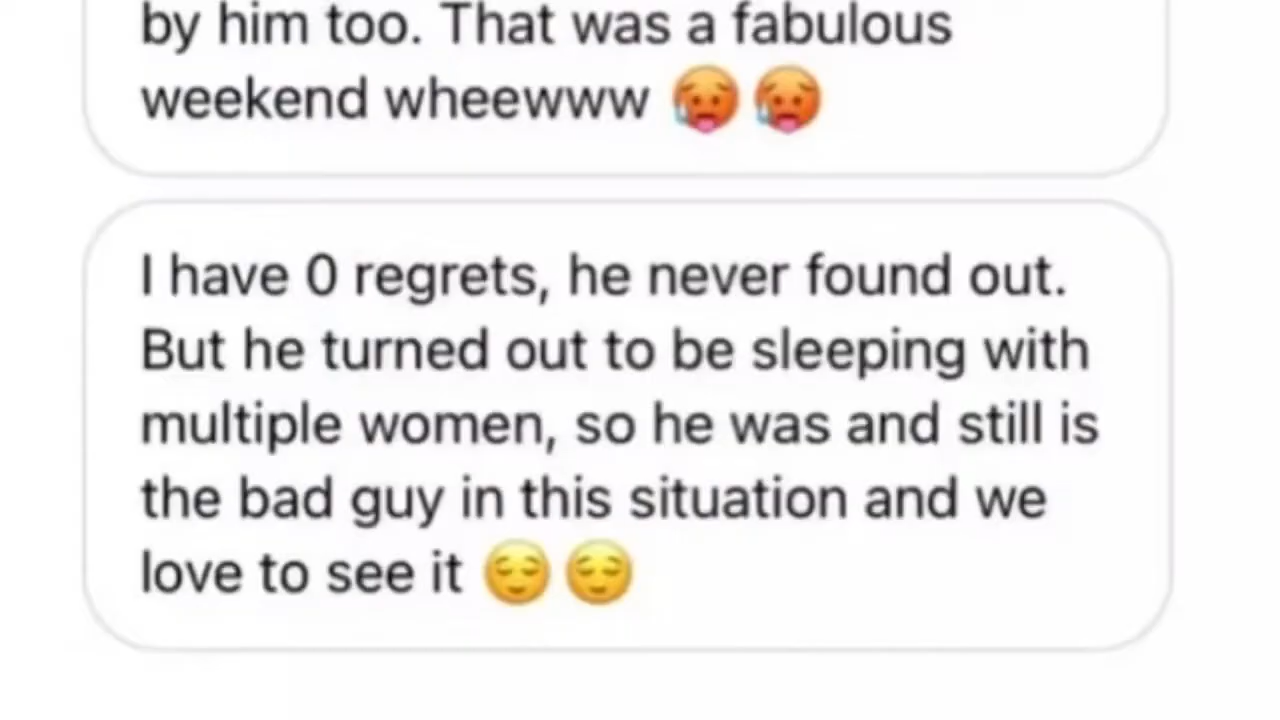 by him too. That was a fabulous
weekend wheewww 🥵 🥵
I have 0 regrets, he never found out.
But he turned out to be sleeping with
multiple women, so he was and still is
the bad guy in this situation and we
love to see it 😌 😌